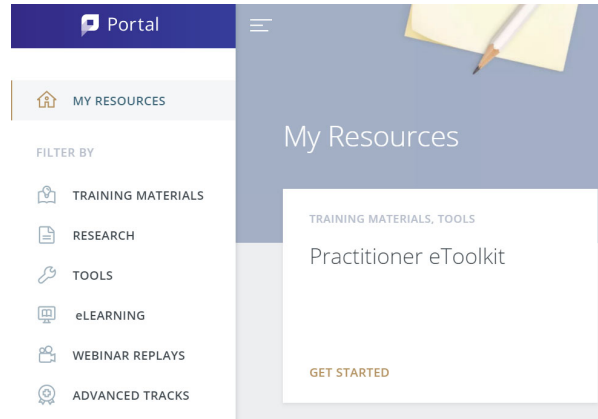 Portal
MY RESOURCES
FILTER BY
TRAINING MATERIALS
RESEARCH
TOOLS
eLEARNING
WEBINAR REPLAYS
ADVANCED TRACKS
My Resources
TRAINING MATERIALS, TOOLS
Practitioner eToolkit
GET STARTED